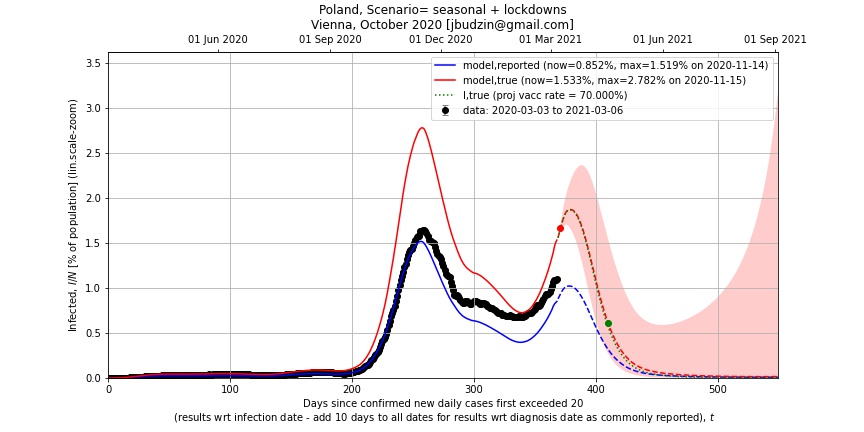 Poland, Scenario= seasonal + lockdowns
Vienna, October 2020 [jbudzin@gmail.com]
01 Jun 2020 01 Sep 2020 01 Dec 2020 01 Mar 2021 01 Jun 2021 01 Sep 2021
model,reported (now=0.852%, max=1.519% on 2020-11-14)
model,true (now=1.533%, max=2.782% on 2020-11-15)
I,true (proj vacc rate = 70.000%)
data: 2020-03-03 to 2021-03-06
Infected, I/N [% of population] (lin.scale-zoom)
3.5
3.0
2.5
2.0
1.5
1.0
0.5
0.0
0 100 200 300 400 500
Days since confirmed daily cases first exceeded 20
(results wrt infection date - add 10 days to all dates for results wrt diagnosis date as commonly reported), t